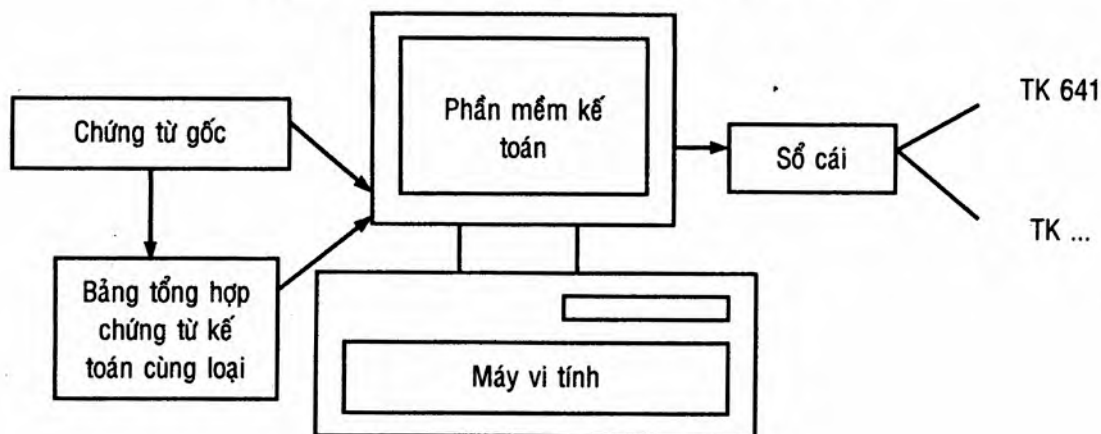 Chứng từ gốc
Bảng tổng hợp
chứng từ kế
toán cùng loại
Phần mềm kế
toán
Máy vi tính
Sổ cái
TK 641
TK ...